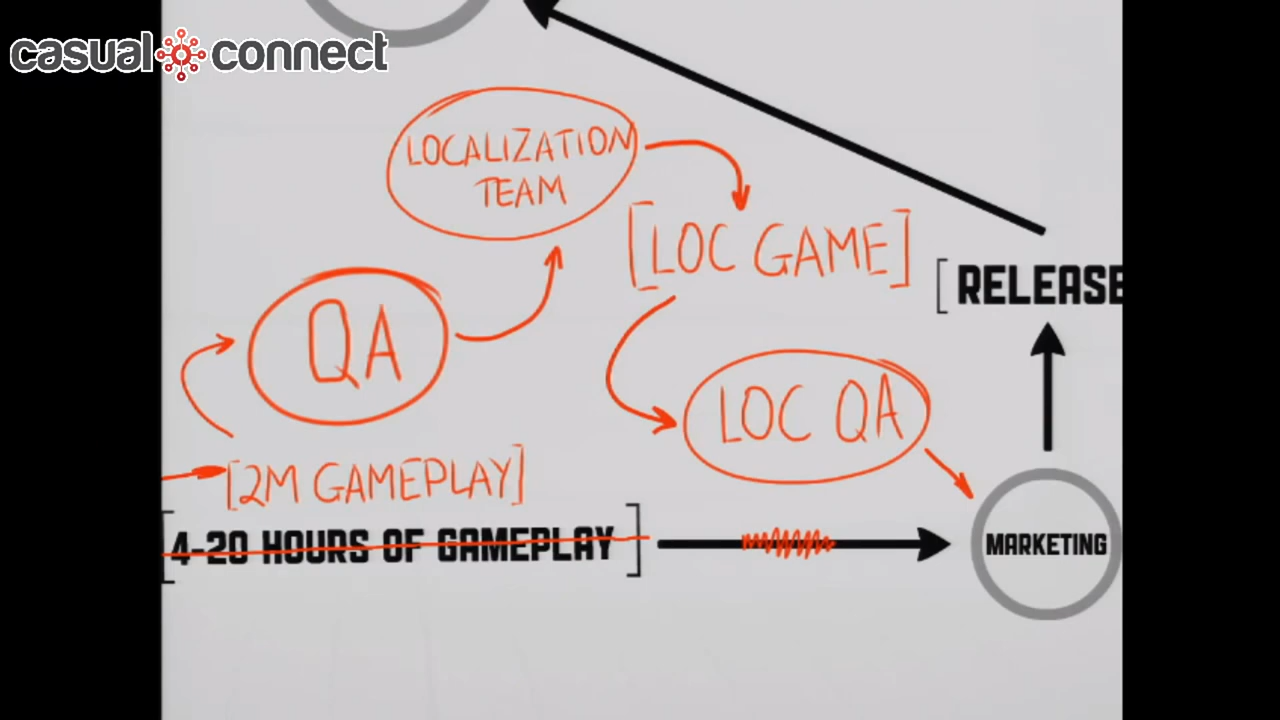 casual connect
LOCALIZATION
TEAM
[LOC GAME]
[RELEASE
QA
LOC QA
[2M GAMEPLAY]
[4-20 HOURS OF GAMEPLAY]
MARKETING